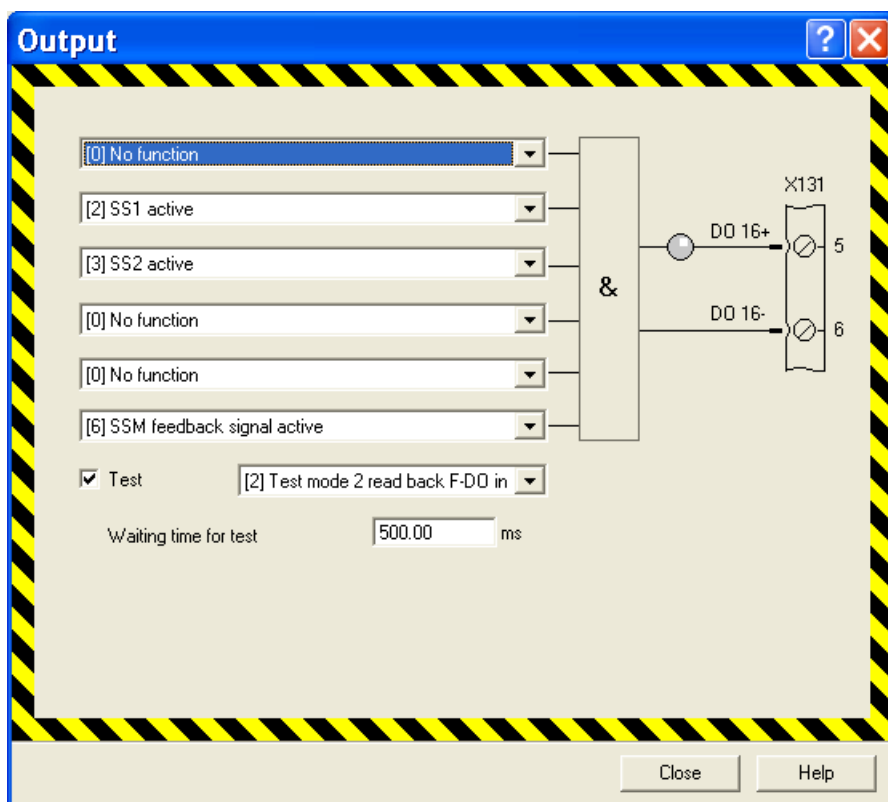 Output
[0] No function
[2] SS1 active
[3] SS2 active
[0] No function
[0] No function
[6] SSM feedback signal active
&
X131
DO 16+
5
DO 16-
6
Test
[2] Test mode 2 read back F-DO in
Waiting time for test
500.00
ms
Close
Help